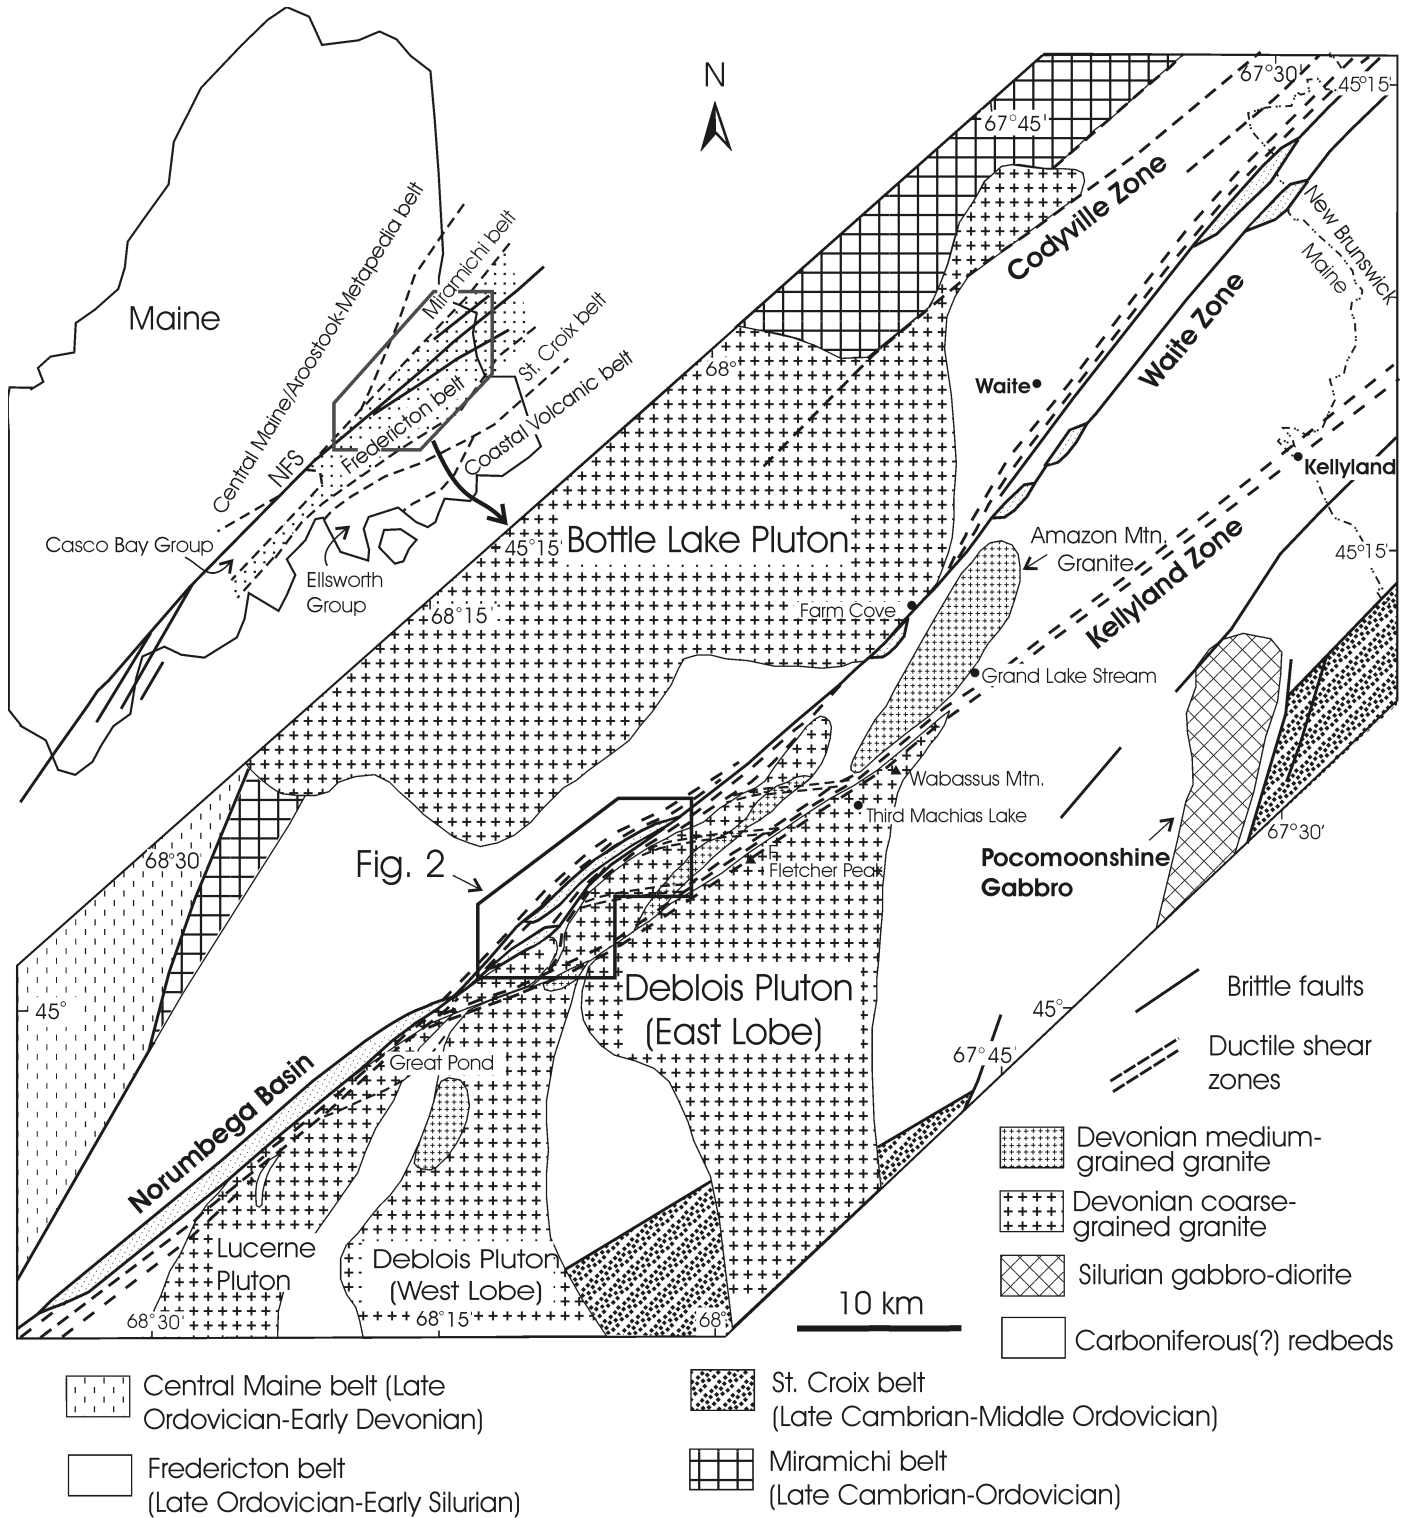 N
67°30'
45°15'
67°45'
Codyville Zone
New Brunswick
Maine
Central Maine/Aroostook-Metapedia belt
Miramichi belt
St. Croix belt
Fredericton belt
Coastal Volcanic belt
NFS
Maine
Casco Bay Group
Ellsworth
Group
Waite Zone
68°
Waite
Kellyland
Bottle Lake Pluton
45°15'
Amazon Mtn.
Granite
45°15'
Kellyland Zone
Farm Cove
68°15'
Grand Lake Stream
Wabassus Mtn.
Third Machias Lake
67°30'
68°30'
Fig. 2
F
Fletcher Peak
Pocomoonshine
Gabbro
Deblois Pluton
(East Lobe)
45°
45°
67°45'
Great Pond
Norumbega Basin
Lucerne
Pluton
Deblois Pluton
(West Lobe)
68°30'
68°15'
68°
10 km
Brittle faults
Ductile shear
zones
Devonian medium-
grained granite
Devonian coarse-
grained granite
Silurian gabbro-diorite
Carboniferous(?) redbeds
Central Maine belt (Late
Ordovician-Early Devonian)
Fredericton belt
(Late Ordovician-Early Silurian)
St. Croix belt
(Late Cambrian-Middle Ordovician)
Miramichi belt
(Late Cambrian-Ordovician)